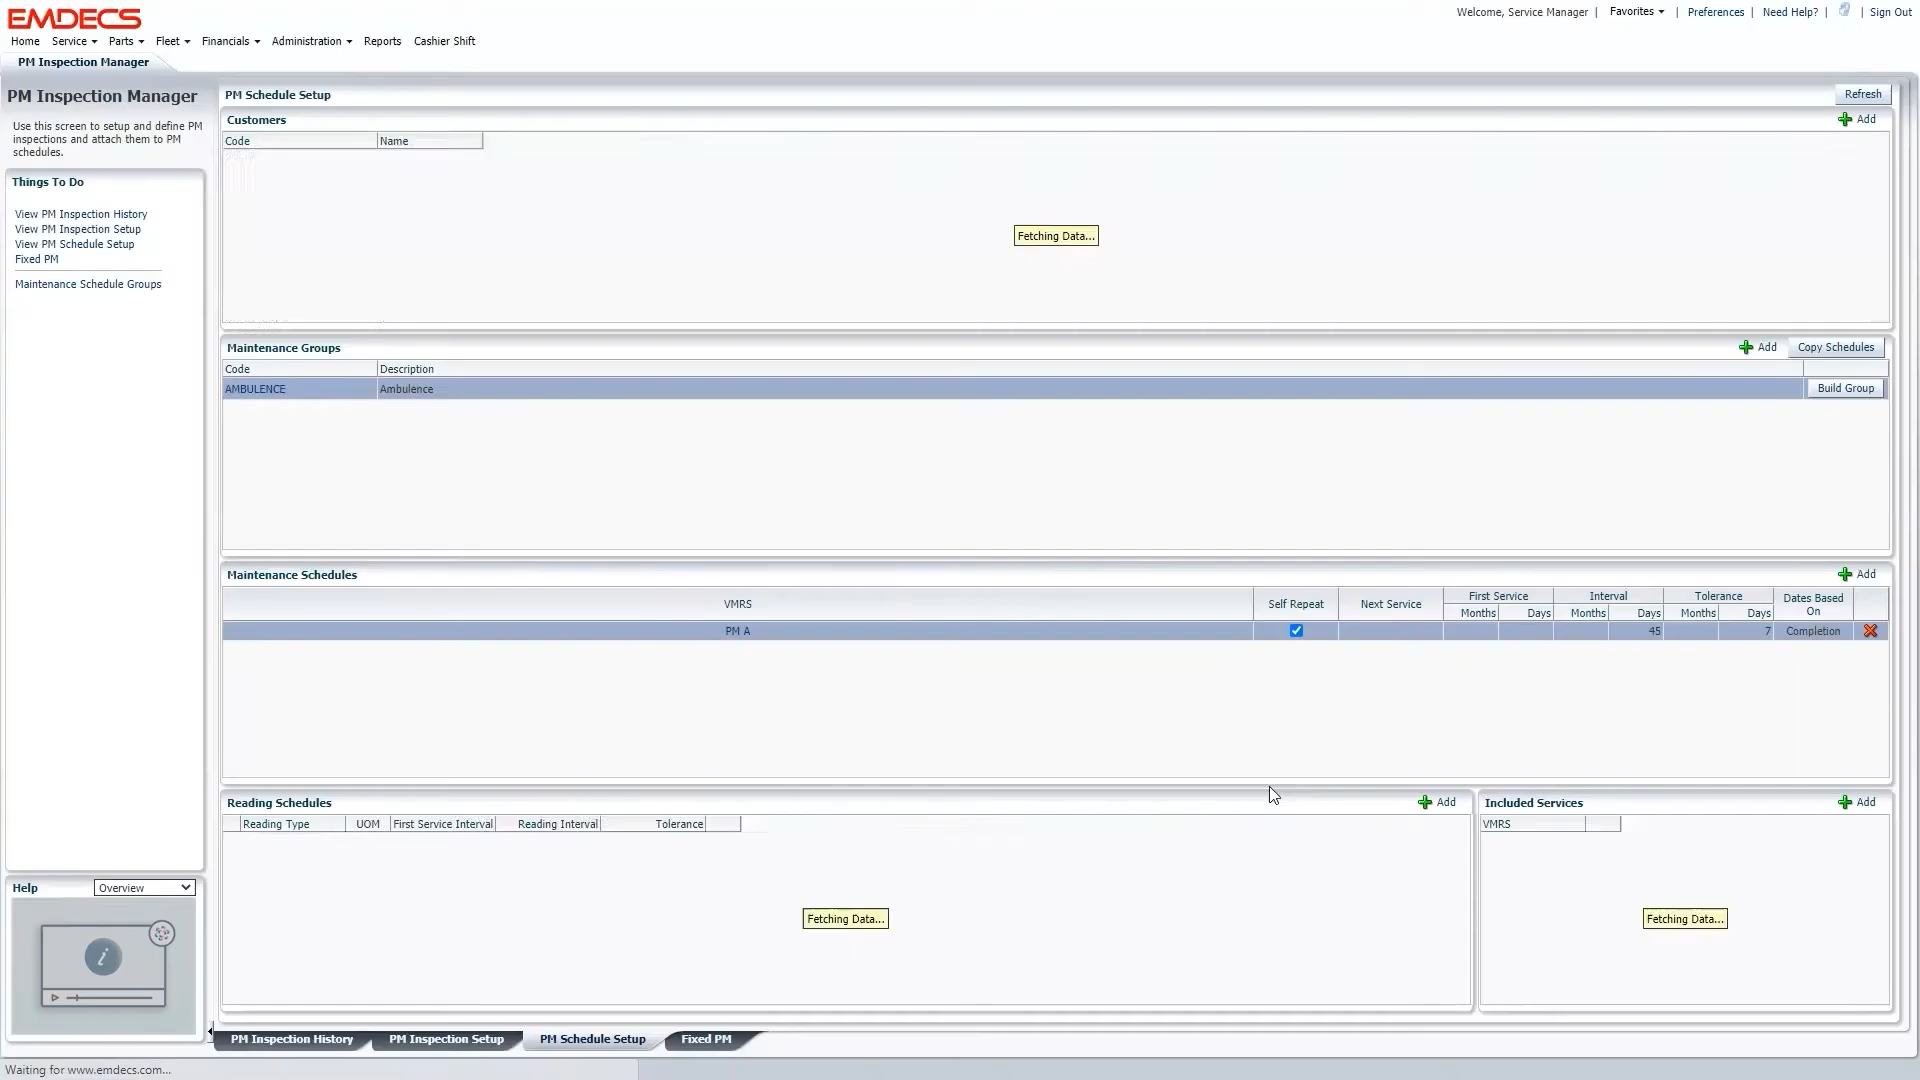 EMDECS
Welcome, Service Manager | Favorites | Preferences | Need Help? | | Sign Out
Home Service Parts Fleet Financials Administration Reports Cashier Shift
PM Inspection Manager
PM Inspection Manager
Use this screen to setup and define PM
inspections and attach them to PM
schedules.
Things To Do
View PM Inspection History
View PM Inspection Setup
View PM Schedule Setup
Fixed PM
Maintenance Schedule Groups
Help Overview
i
PM Schedule Setup Refresh
Customers Add
Code Name
Fetching Data...
Maintenance Groups Add Copy Schedules
Code Description
AMBULENCE Ambulence Build Group
Maintenance Schedules Add
VMRS Self Repeat Next Service First Service Interval Tolerance Dates Based On
Months Days Months Days Months Days
PM A 45 7 Completion
Reading Schedules Add
Reading Type UOM First Service Interval Reading Interval Tolerance
Fetching Data...
Included Services Add
VMRS
Fetching Data...
PM Inspection History PM Inspection Setup PM Schedule Setup Fixed PM
Waiting for www.emdecs.com...